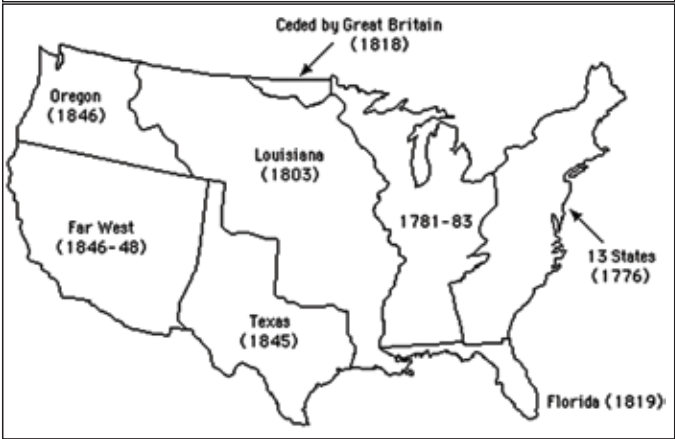 Ceded by Great Britain
(1818)
Oregon
(1846)
Louisiana
(1803)
Far West
(1846-48)
1781-83
13 States
(1776)
Texas
(1845)
Florida (1819)